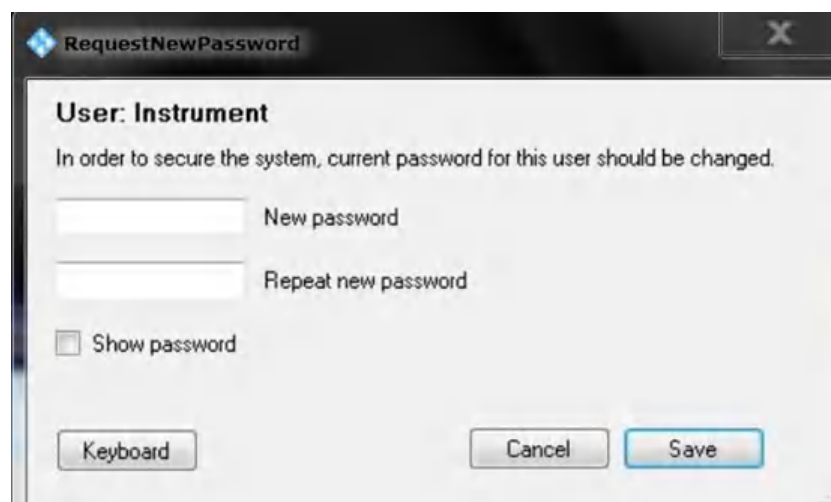 RequestNewPassword
User: Instrument
In order to secure the system, current password for this user should be changed.
New password
Repeat new password
Show password
Keyboard Cancel Save